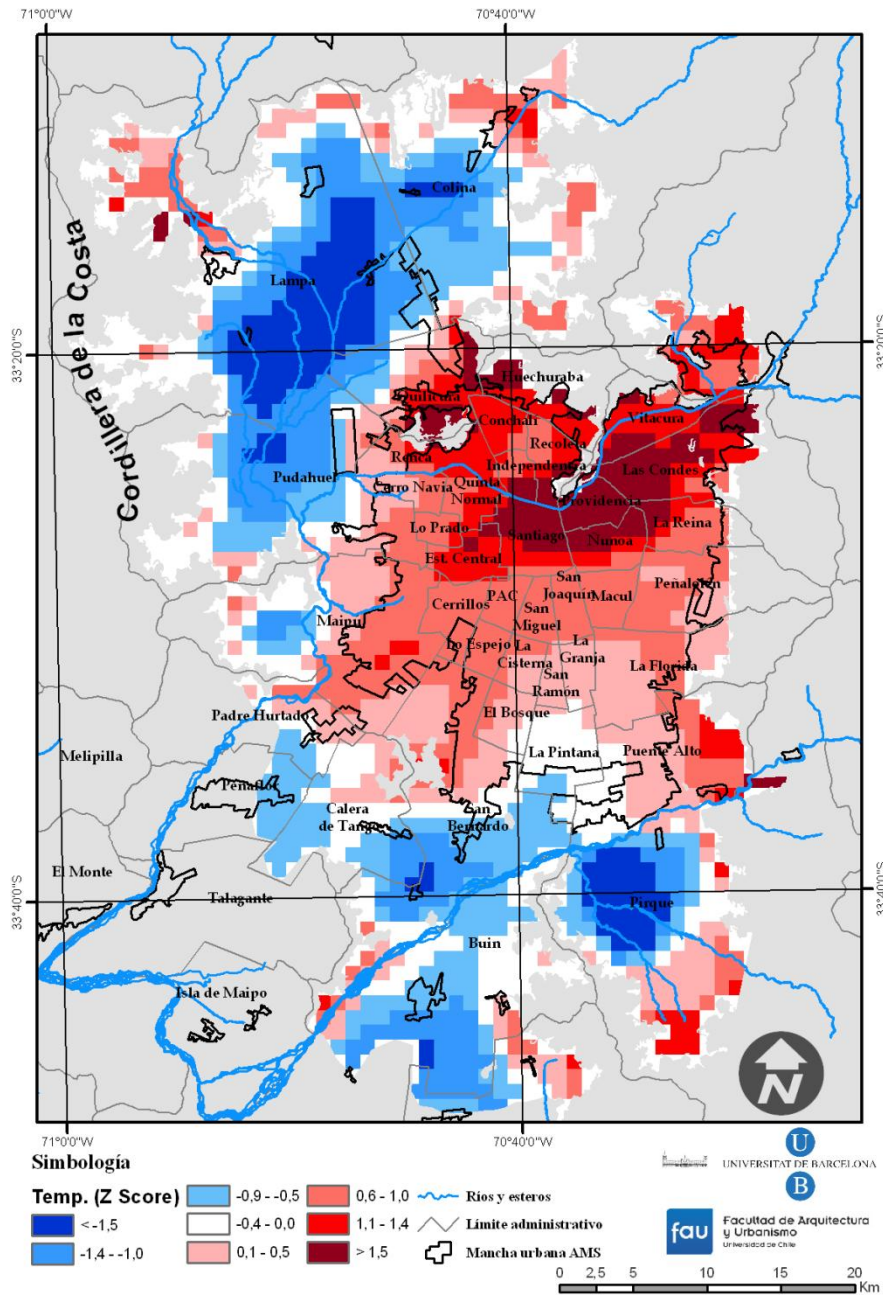 71°0'0"W
70°40'0"W
Colina
Cordillera de la Costa
Lampa
33°20'0"S
33°20'0"S
Huechuraba
Quilicura
Conchalí
Vitacura
Recoleta
Renca
Independencia
Las Condes
Pudahuel
Quinta
Normal
Cerro Navia
Providencia
Lo Prado
Santiago
La Reina
Nunoa
Est. Central
San
Joaquín
Peñalolén
PAC
Macul
Cerrillos
San
Miguel
Maipu
Lo Espejo
La
Cisterna
La
Granja
La Florida
San
Ramón
Padre Hurtado
El Bosque
Melipilla
La Pintana
Puente Alto
Peñaflor
Calera
de Tango
San
Bernardo
El Monte
33°40'0"S
33°40'0"S
Talagante
Pirque
Buin
Isla de Maipo
N
71°0'0"W
70°40'0"W
Simbología
Temp. (Z Score)
< -1,5
-1,4 - -1,0
-0,9 - -0,5
-0,4 - 0,0
0,1 - 0,5
0,6 - 1,0
1,1 - 1,4
> 1,5
Ríos y esteros
Límite administrativo
Mancha urbana AMS
U
UNIVERSITAT DE BARCELONA
B
fau
Facultad de Arquitectura
y Urbanismo
Universidad de Chile
0 2,5 5 10 15 20
Km